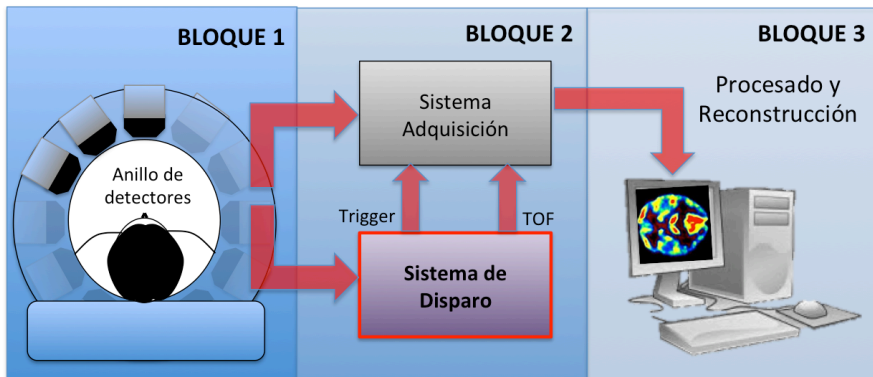 BLOQUE 1
BLOQUE 2
BLOQUE 3
Anillo de
detectores
Sistema
Adquisición
Trigger
TOF
Sistema de
Disparo
Procesado y
Reconstrucción